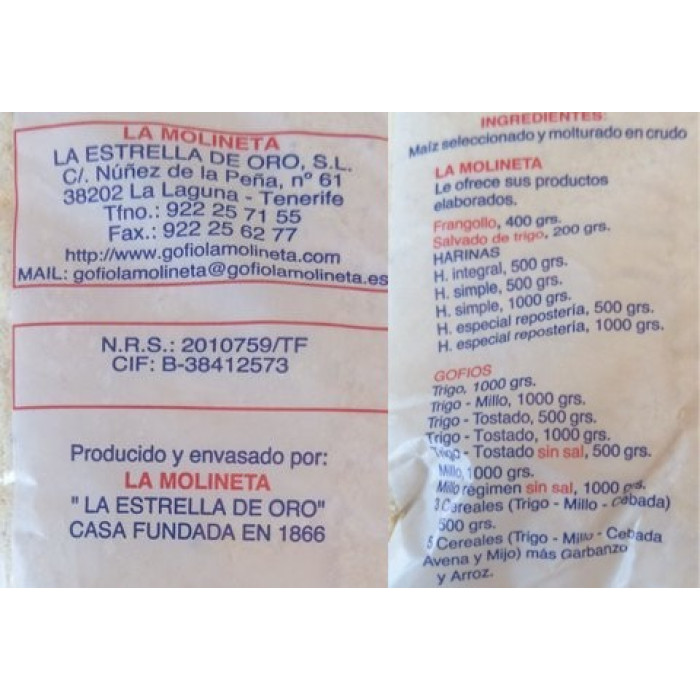 LA MOLINETA
LA ESTRELLA DE ORO, S.L.
C/. Núñez de la Peña, nº 61
38202 La Laguna - Tenerife
Tfno.: 922 25 71 55
Fax.: 922 25 62 77
http://www.gofiolamolineta.com
MAIL: gofiolamolineta@gofiolamolineta.es
N.R.S.: 2010759/TF
CIF: B-38412573
Producido y envasado por:
LA MOLINETA
" LA ESTRELLA DE ORO"
CASA FUNDADA EN 1866
INGREDIENTES:
Maíz seleccionado y molturado en crudo
LA MOLINETA
Le ofrece sus productos
elaborados.
Frangollo, 400 grs.
Salvado de trigo, 200 grs.
HARINAS
H. integral, 500 grs.
H. simple, 500 grs.
H. simple, 1000 grs.
H. especial repostería, 500 grs.
H. especial repostería, 1000 grs.
GOFIOS
Trigo, 1000 grs.
Trigo - Millo, 1000 grs.
Trigo - Tostado, 500 grs.
Trigo - Tostado, 1000 grs.
Trigo - Tostado sin sal, 500 grs.
Millo, 1000 grs.
Millo régimen sin sal, 1000 grs.
3 Cereales (Trigo - Millo - Cebada)
500 grs.
5 Cereales (Trigo - Millo - Cebada
Avena y Mijo) más Garbanzo
y Arroz.